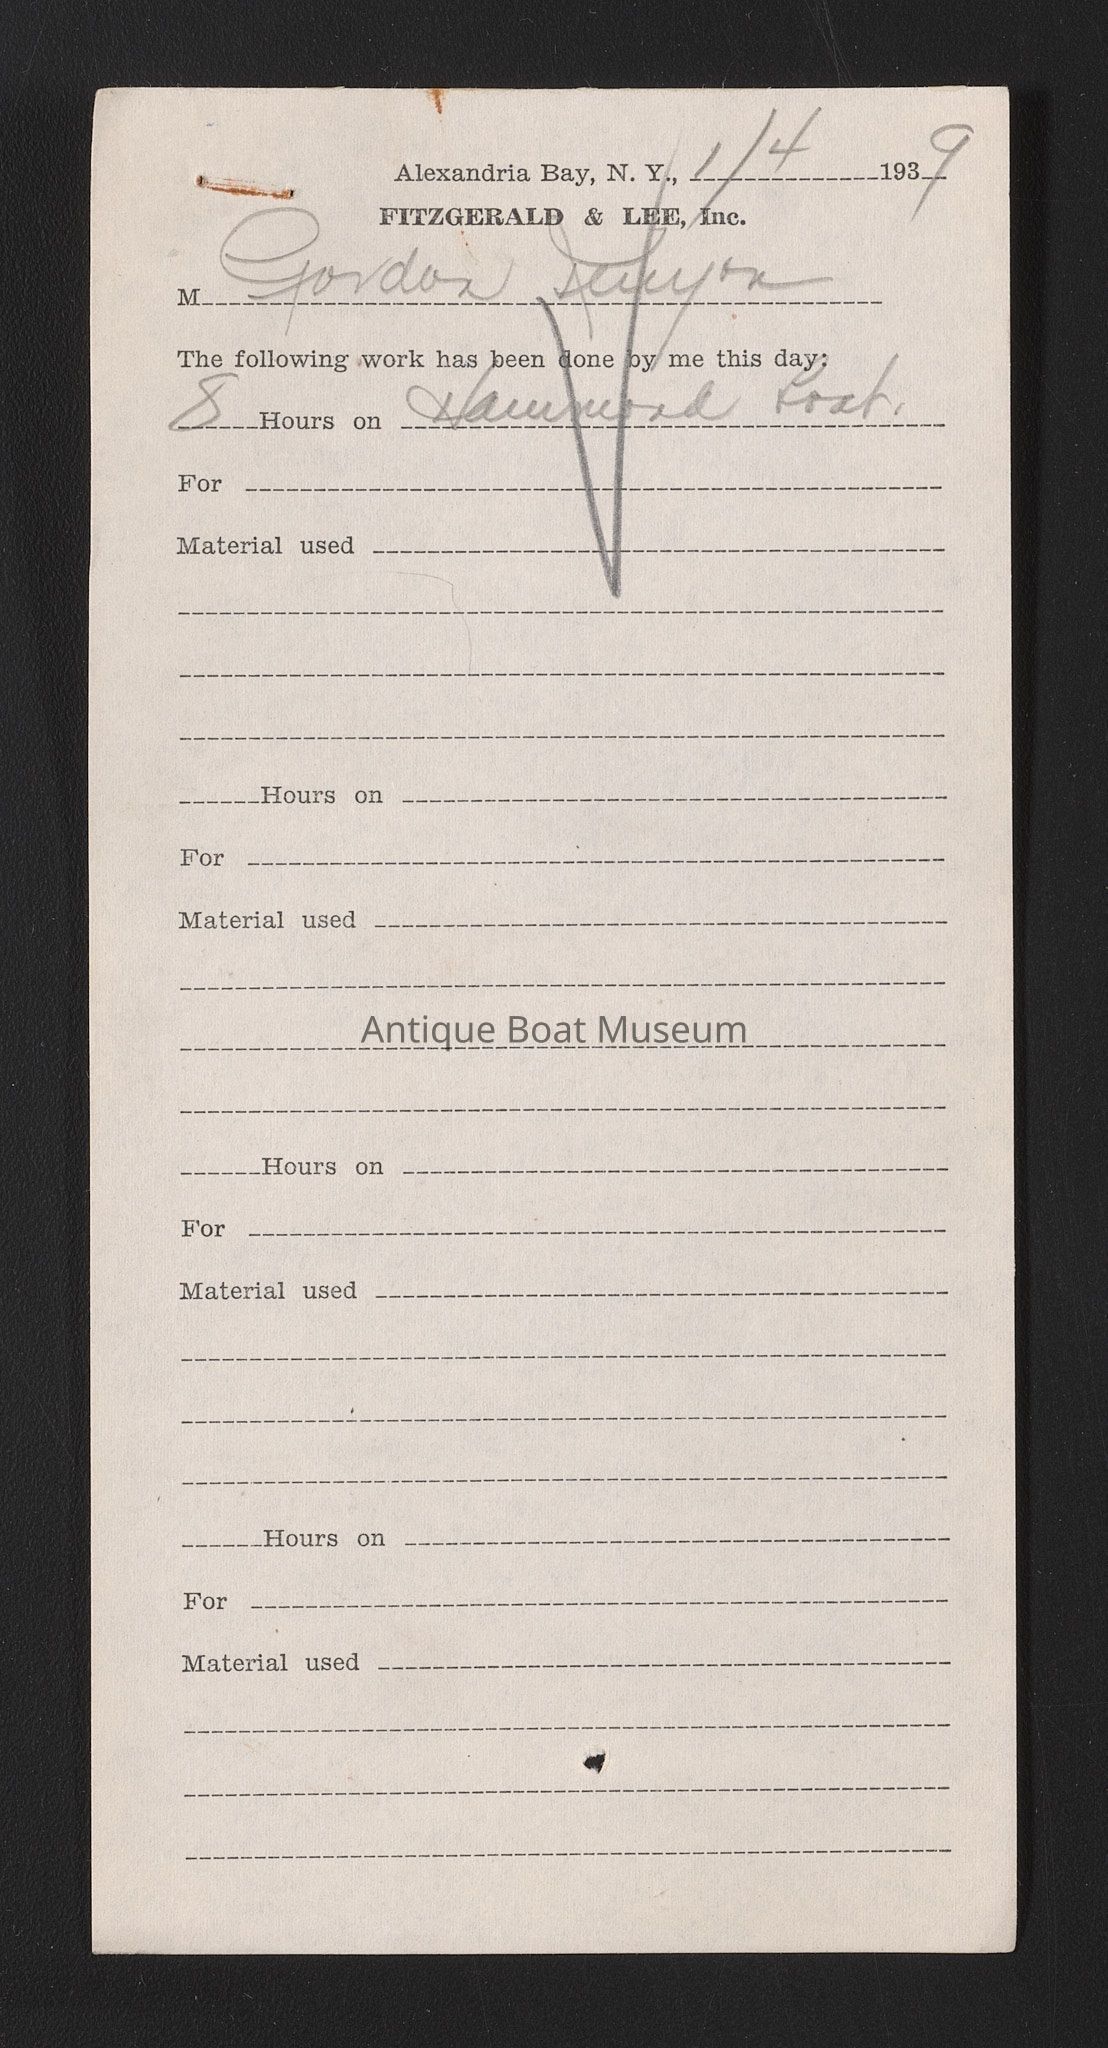 Alexandria Bay, N. Y., 1/4 1939
FITZGERALD & LEE, Inc.
M Gordon Kenyon
The following work has been done by me this day:
8 Hours on Hammond boat.
For
Material used
Hours on
For
Material used
Antique Boat Museum
Hours on
For
Material used
Hours on
For
Material used